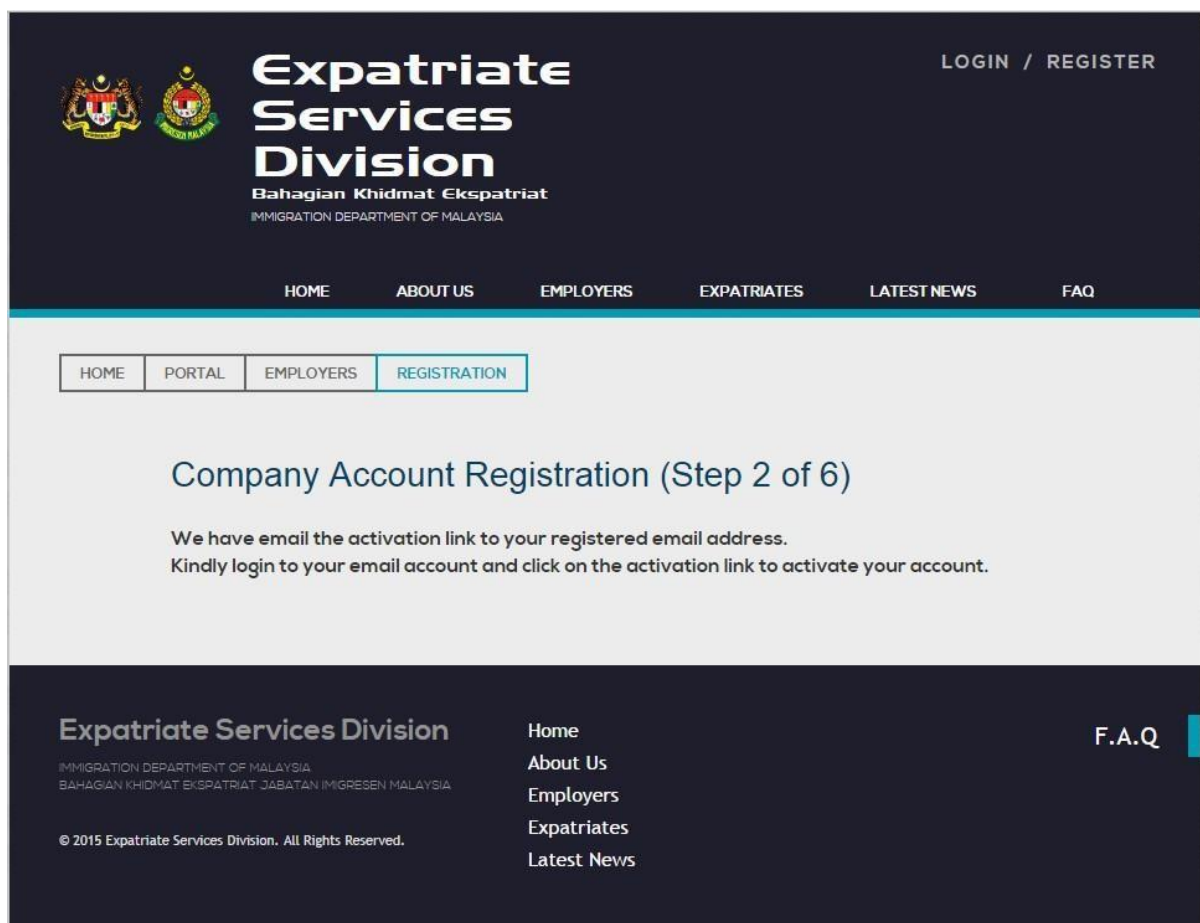 Expatriate
Services
Division
Bahagian Khidmat Ekspatriat
IMMIGRATION DEPARTMENT OF MALAYSIA
LOGIN / REGISTER
HOME ABOUT US EMPLOYERS EXPATRIATES LATEST NEWS FAQ
HOME PORTAL EMPLOYERS REGISTRATION
Company Account Registration (Step 2 of 6)
We have email the activation link to your registered email address.
Kindly login to your email account and click on the activation link to activate your account.
Expatriate Services Division
IMMIGRATION DEPARTMENT OF MALAYSIA
BAHAGIAN KHIDMAT EKSPATRIAT JABATAN IMIGRESEN MALAYSIA
© 2015 Expatriate Services Division. All Rights Reserved.
Home
About Us
Employers
Expatriates
Latest News
F.A.Q